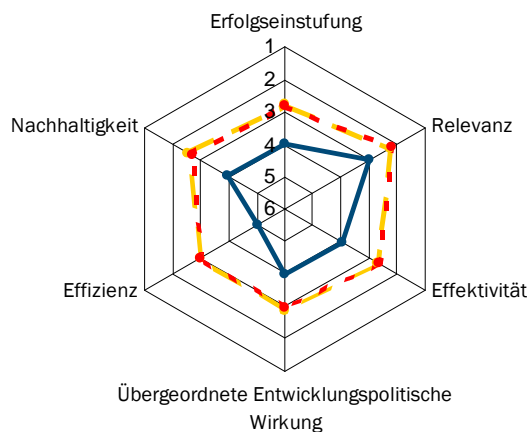 Erfolgseinstufung
1
2
3
4
5
6
Nachhaltigkeit
Relevanz
Effizienz
Effektivität
Übergeordnete Entwicklungspolitische
Wirkung